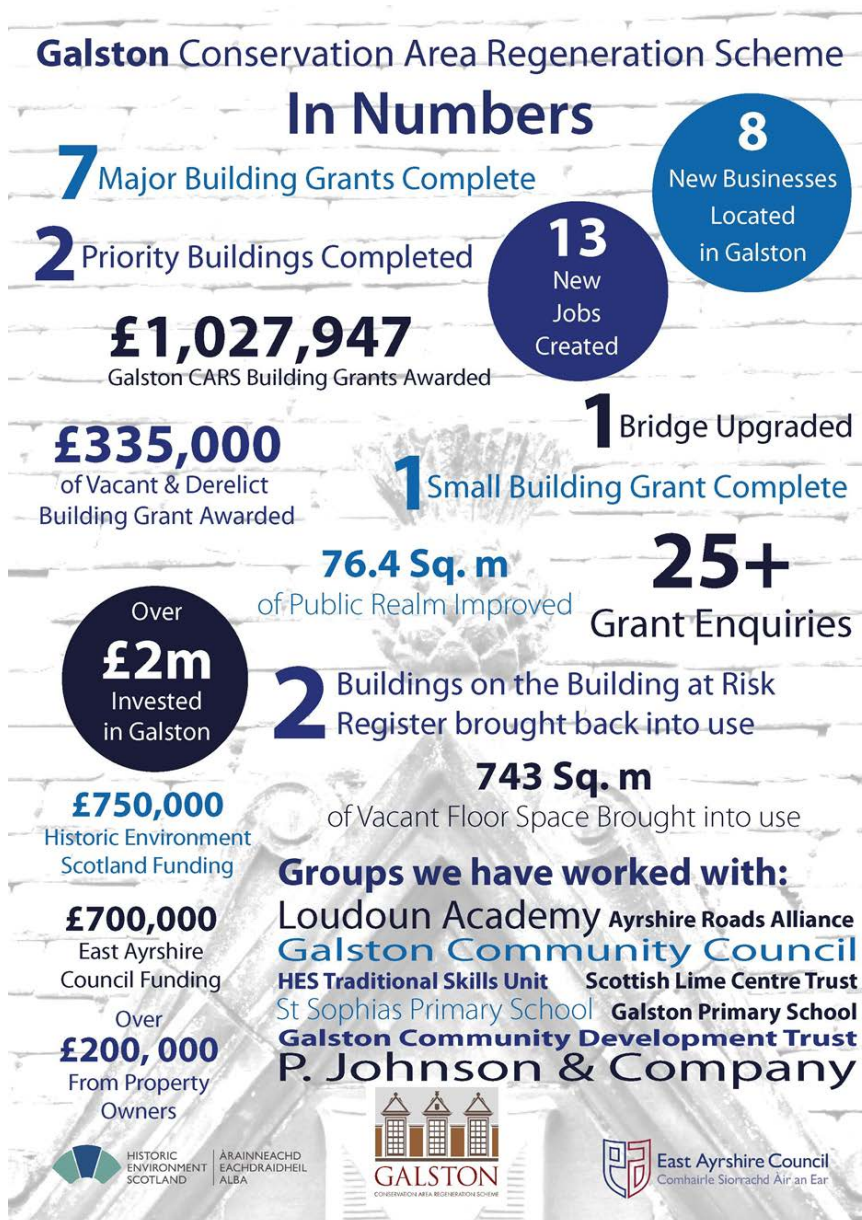 Galston Conservation Area Regeneration Scheme
In Numbers
7 Major Building Grants Complete
8
New Businesses
Located
in Galston
2 Priority Buildings Completed
13
New
Jobs
Created
£1,027,947
Galston CARS Building Grants Awarded
1 Bridge Upgraded
£335,000
of Vacant & Derelict
Building Grant Awarded
1 Small Building Grant Complete
76.4 Sq. m
of Public Realm Improved
25+
Grant Enquiries
Over
£2m
Invested
in Galston
2 Buildings on the Building at Risk
Register brought back into use
743 Sq. m
of Vacant Floor Space Brought into use
£750,000
Historic Environment
Scotland Funding
£700,000
East Ayrshire
Council Funding
Over
£200, 000
From Property
Owners
Groups we have worked with:
Loudoun Academy Ayrshire Roads Alliance
Galston Community Council
HES Traditional Skills Unit Scottish Lime Centre Trust
St Sophias Primary School Galston Primary School
Galston Community Development Trust
P. Johnson & Company
HISTORIC
ENVIRONMENT
SCOTLAND
ÀRAINNEACHD
EACHDRAIDHEIL
ALBA
GALSTON
CONSERVATION AREA REGENERATION SCHEME
East Ayrshire Council
Comhairle Siorrachd Àir an Ear